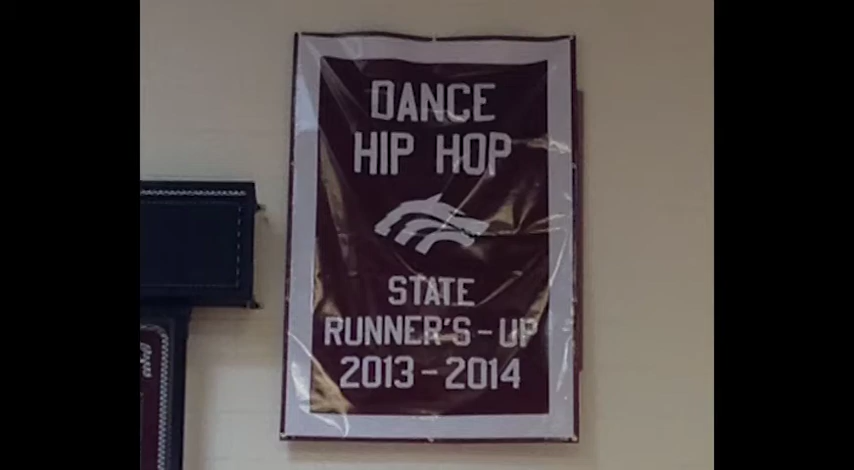 DANCE
HIP HOP
STATE
RUNNER'S-UP
2013-2014